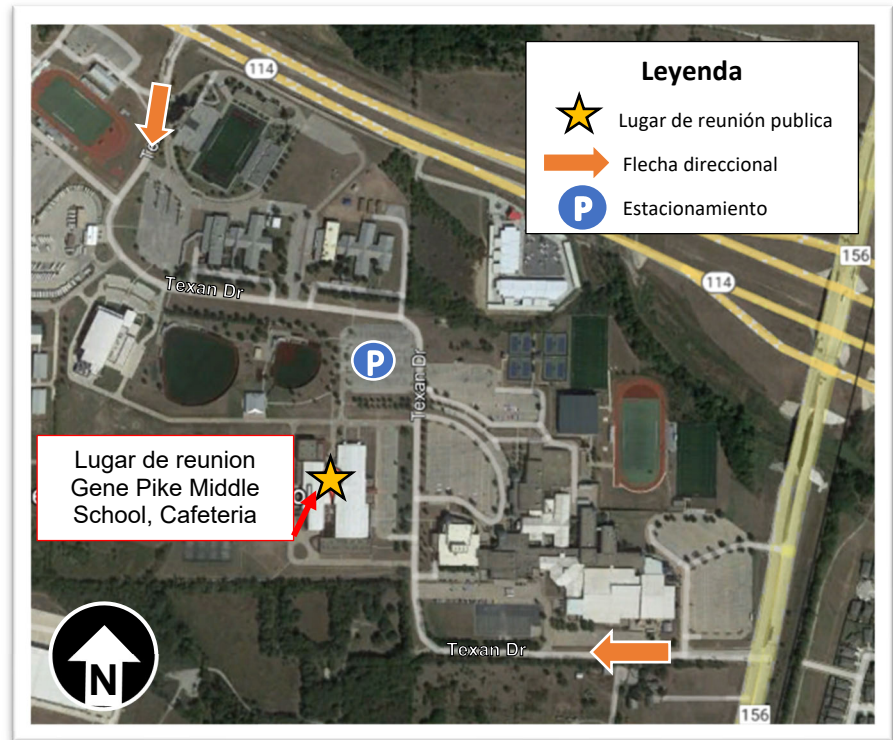 114
Leyenda
Lugar de reunión publica
Flecha direccional
P
Estacionamiento
156
114
Texan Dr
P
Texan Dr
Lugar de reunion
Gene Pike Middle
School, Cafeteria
N
Texan Dr
156